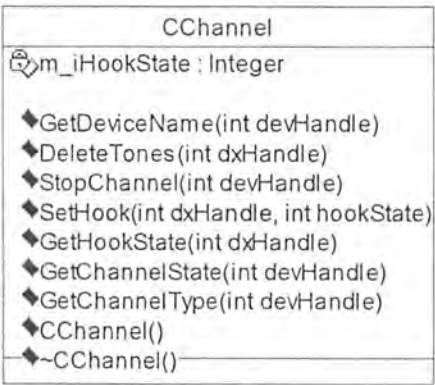 CChannel
m_iHookState : Integer
GetDeviceName(int devHandle)
DeleteTones(int dxHandle)
StopChannel(int devHandle)
SetHook(int dxHandle, int hookState)
GetHookState(int dxHandle)
GetChannelState(int devHandle)
GetChannelType(int devHandle)
CChannel()
~CChannel()